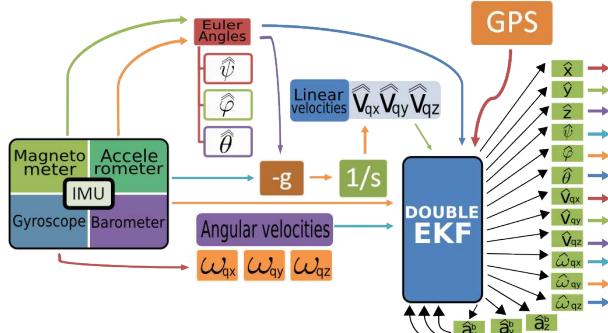 GPS
Euler
Angles
ψ̂
φ̂
θ̂
Linear
velocities
V̂qx V̂qy V̂qz
Magneto
meter
Accele
rometer
IMU
Gyroscope
Barometer
-g
1/s
Angular velocities
ωqx ωqy ωqz
DOUBLE
EKF
x̂
ŷ
ẑ
ψ̂
φ̂
θ̂
V̂qx
V̂qy
V̂qz
ω̂qx
ω̂qy
ω̂qz